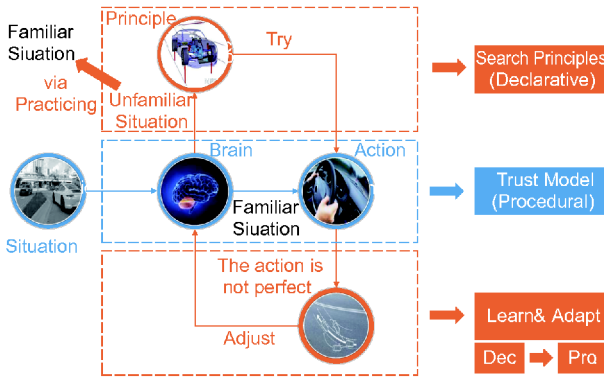 Principle
Familiar
Siuation
via
Practicing
Try
Unfamiliar
Situation
Search Principles
(Declarative)
Brain
Action
Familiar
Siuation
Situation
Trust Model
(Procedural)
The action is
not perfect
Adjust
Learn& Adapt
Dec
Pro